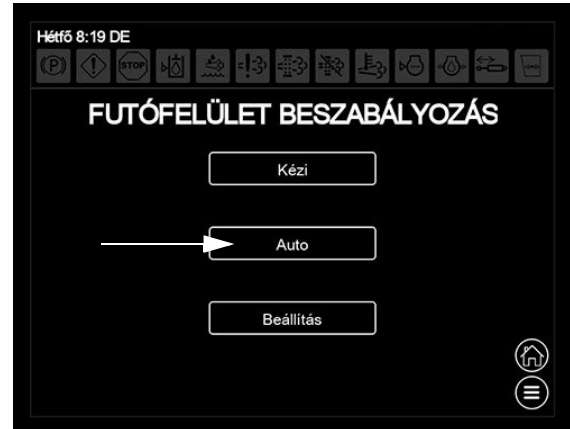 Hétfő 8:19 DE
STOP
FUTÓFELÜLET BESZABÁLYOZÁS
Kézi
Auto
Beállítás